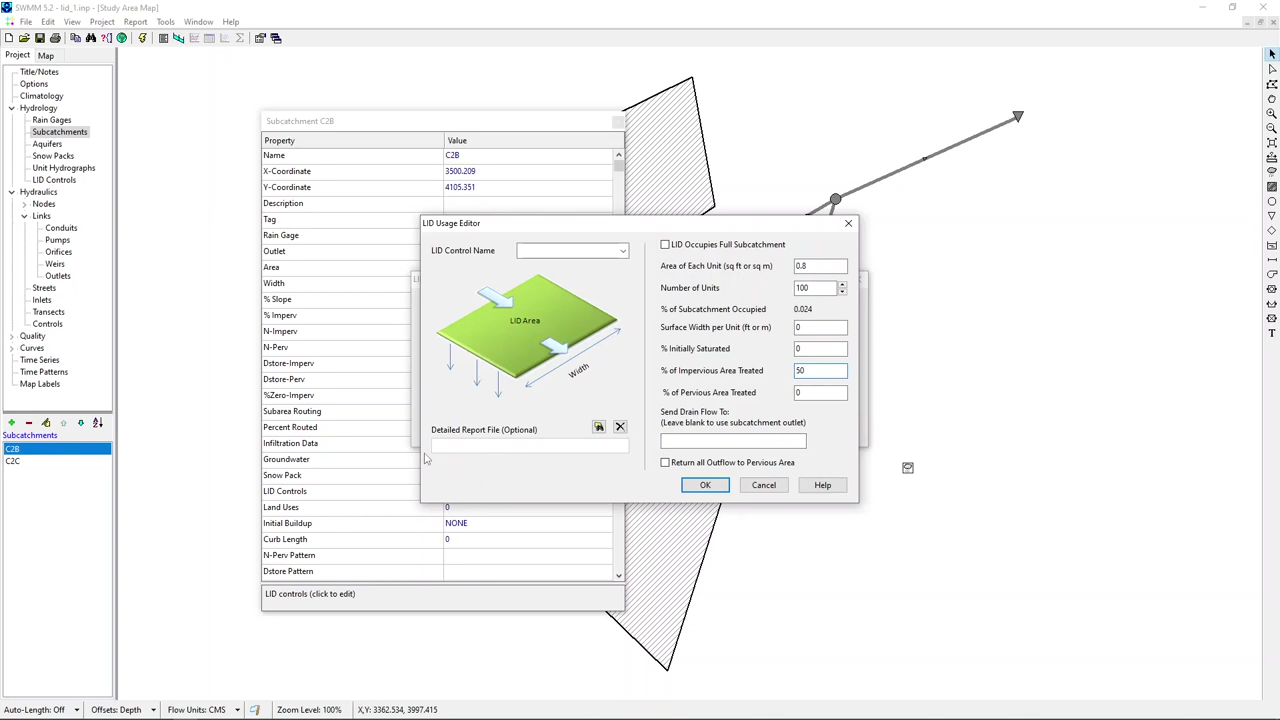 SWMM 5.2 - lid_1.inp - [Study Area Map]
File Edit View Project Report Tools Window Help
Project Map
Title/Notes
Options
Climatology
Hydrology
Rain Gages
Subcatchments
Aquifers
Snow Packs
Unit Hydrographs
LID Controls
Hydraulics
Nodes
Links
Conduits
Pumps
Orifices
Weirs
Outlets
Streets
Inlets
Transects
Controls
Quality
Curves
Time Series
Time Patterns
Map Labels
Subcatchments
C2B
C2C
Subcatchment C2B
Property Value
Name C2B
X-Coordinate 3500.209
Y-Coordinate 4105.351
Description
Tag
Rain Gage
Outlet
Area
Width
% Slope
% Imperv
N-Imperv
N-Perv
Dstore-Imperv
Dstore-Perv
%Zero-Imperv
Subarea Routing
Percent Routed
Infiltration Data
Groundwater
Snow Pack
LID Controls
Land Uses 0
Initial Buildup NONE
Curb Length 0
N-Perv Pattern
Dstore Pattern
LID controls (click to edit)
LID Usage Editor
LID Control Name
LID Area
Width
Detailed Report File (Optional)
LID Occupies Full Subcatchment
Area of Each Unit (sq ft or sq m) 0.8
Number of Units 100
% of Subcatchment Occupied 0.024
Surface Width per Unit (ft or m) 0
% Initially Saturated 0
% of Impervious Area Treated 50
% of Pervious Area Treated 0
Send Drain Flow To:
(Leave blank to use subcatchment outlet)
Return all Outflow to Pervious Area
OK Cancel Help
Auto-Length: Off Offsets: Depth Flow Units: CMS Zoom Level: 100% X,Y: 3362.534, 3997.415